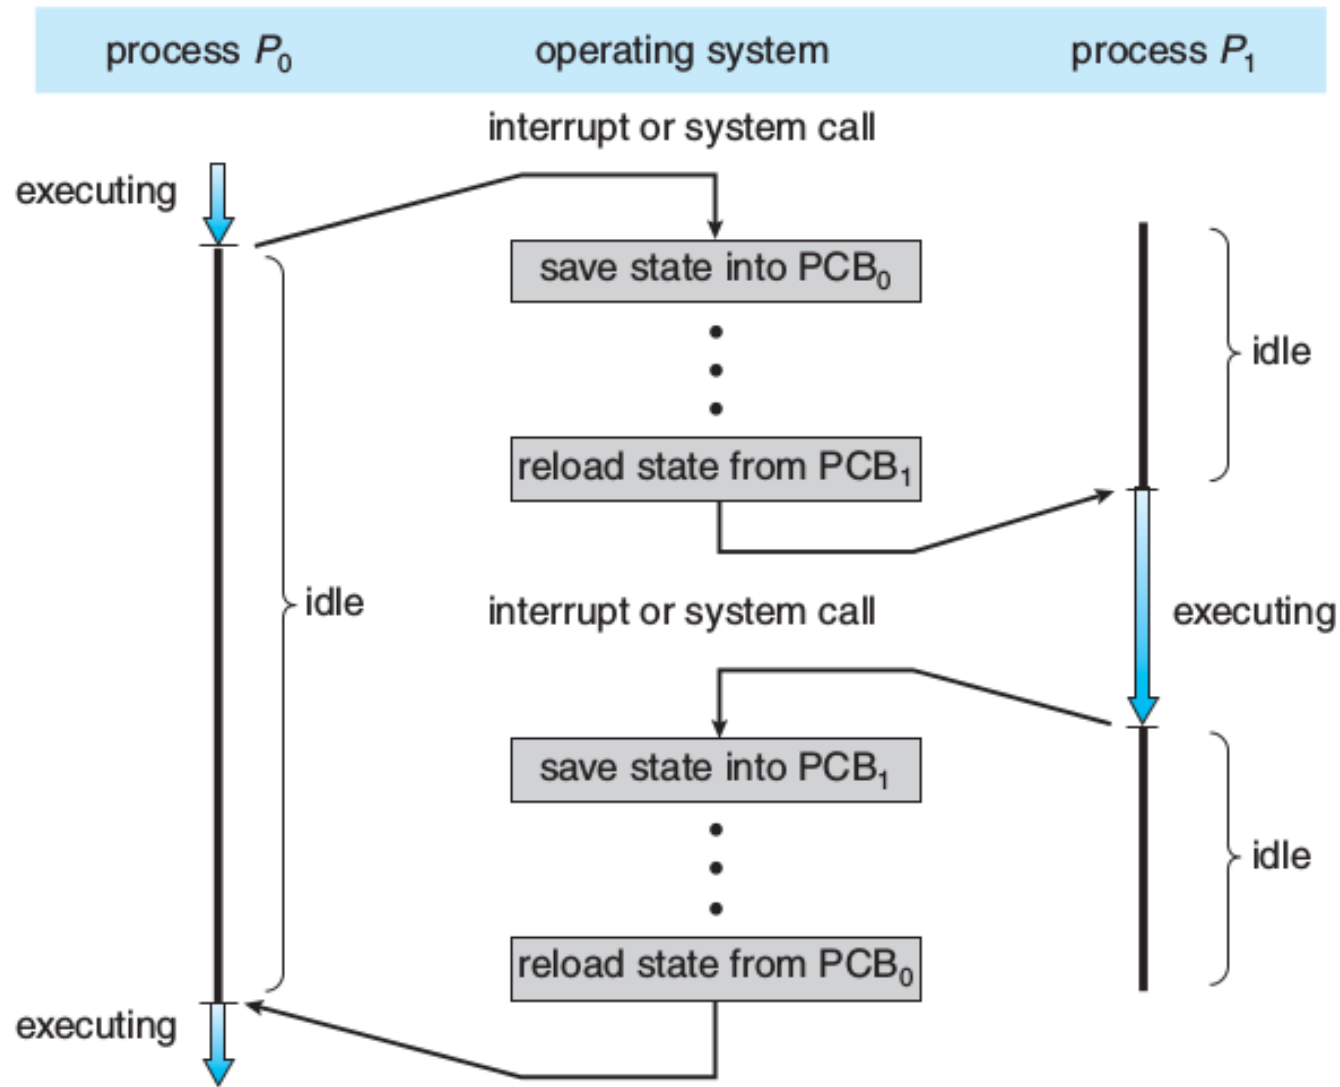 process P₀ operating system process P₁
interrupt or system call
executing
save state into PCB₀
idle
reload state from PCB₁
idle
interrupt or system call
executing
save state into PCB₁
idle
reload state from PCB₀
executing